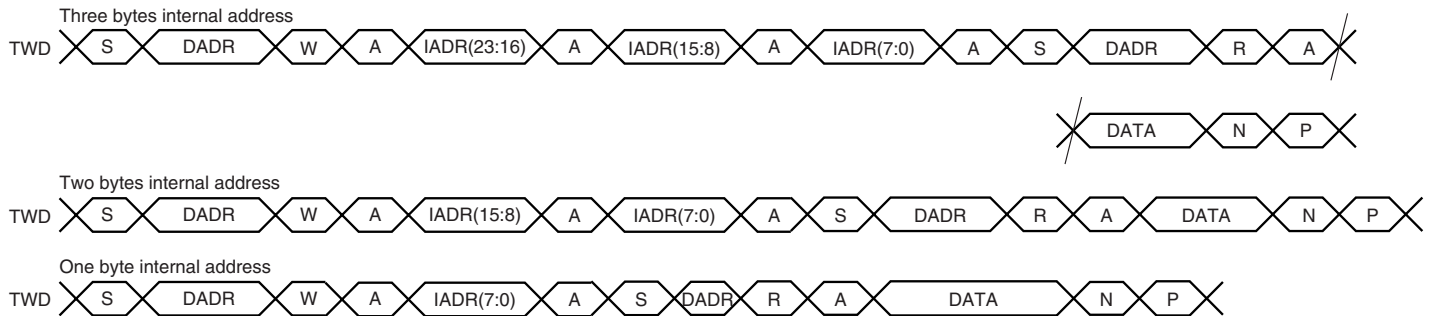 Three bytes internal address
TWD S DADR W A IADR(23:16) A IADR(15:8) A IADR(7:0) A S DADR R A
DATA N P
Two bytes internal address
TWD S DADR W A IADR(15:8) A IADR(7:0) A S DADR R A DATA N P
One byte internal address
TWD S DADR W A IADR(7:0) A S DADR R A DATA N P